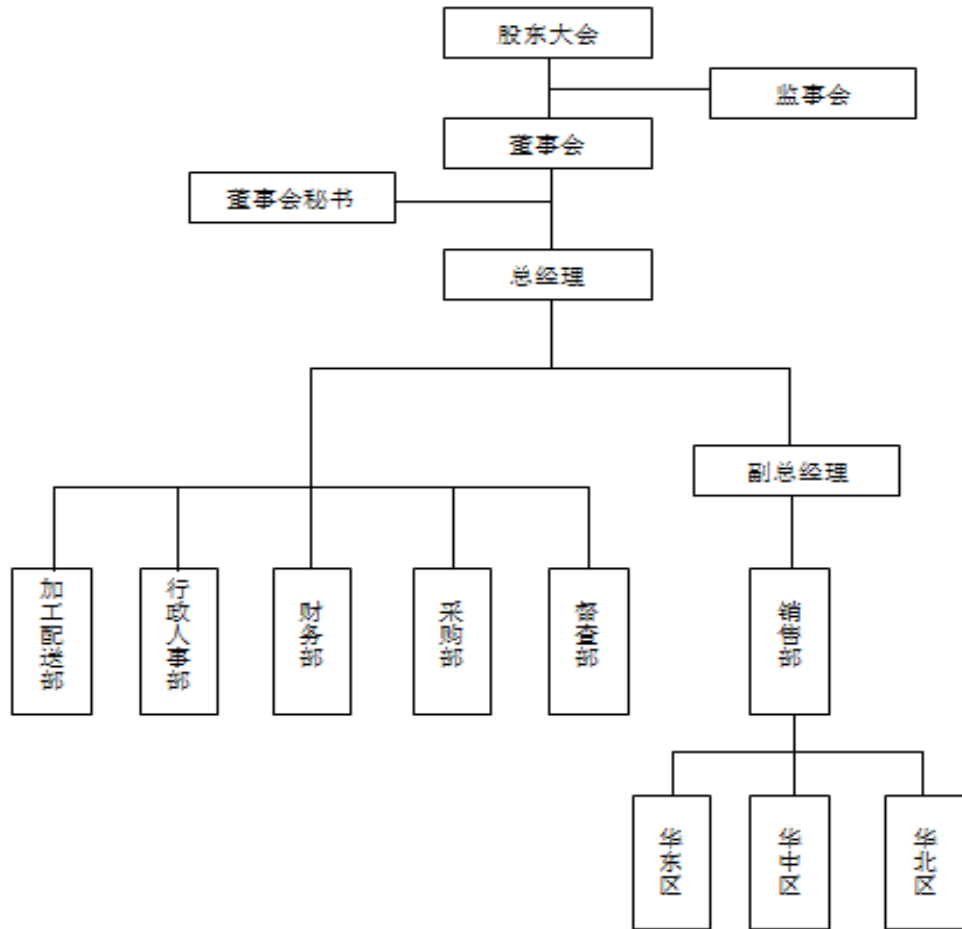 股东大会
监事会
董事会
董事会秘书
总经理
副总经理
加工配送部
行政人事部
财务部
采购部
督查部
销售部
华东区
华中区
华北区